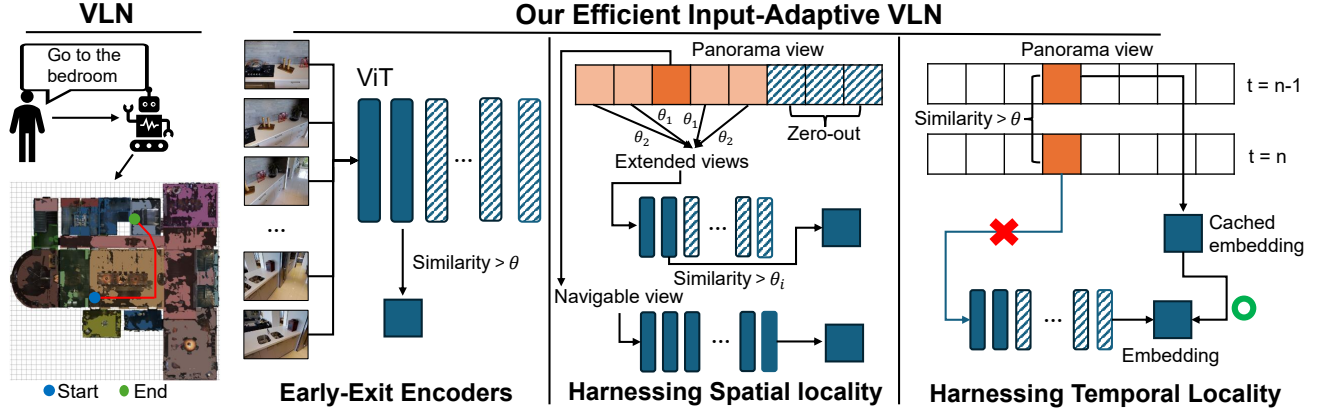 VLN
Our Efficient Input-Adaptive VLN
Go to the
bedroom
Start
End
ViT
...
...
Similarity > θ
Early-Exit Encoders
Panorama view
θ₂
θ₁
θ₁
θ₂
Zero-out
Extended views
...
Similarity > θᵢ
Navigable view
...
Harnessing Spatial locality
Panorama view
t = n-1
Similarity > θ
t = n
Cached
embedding
...
Embedding
Harnessing Temporal Locality